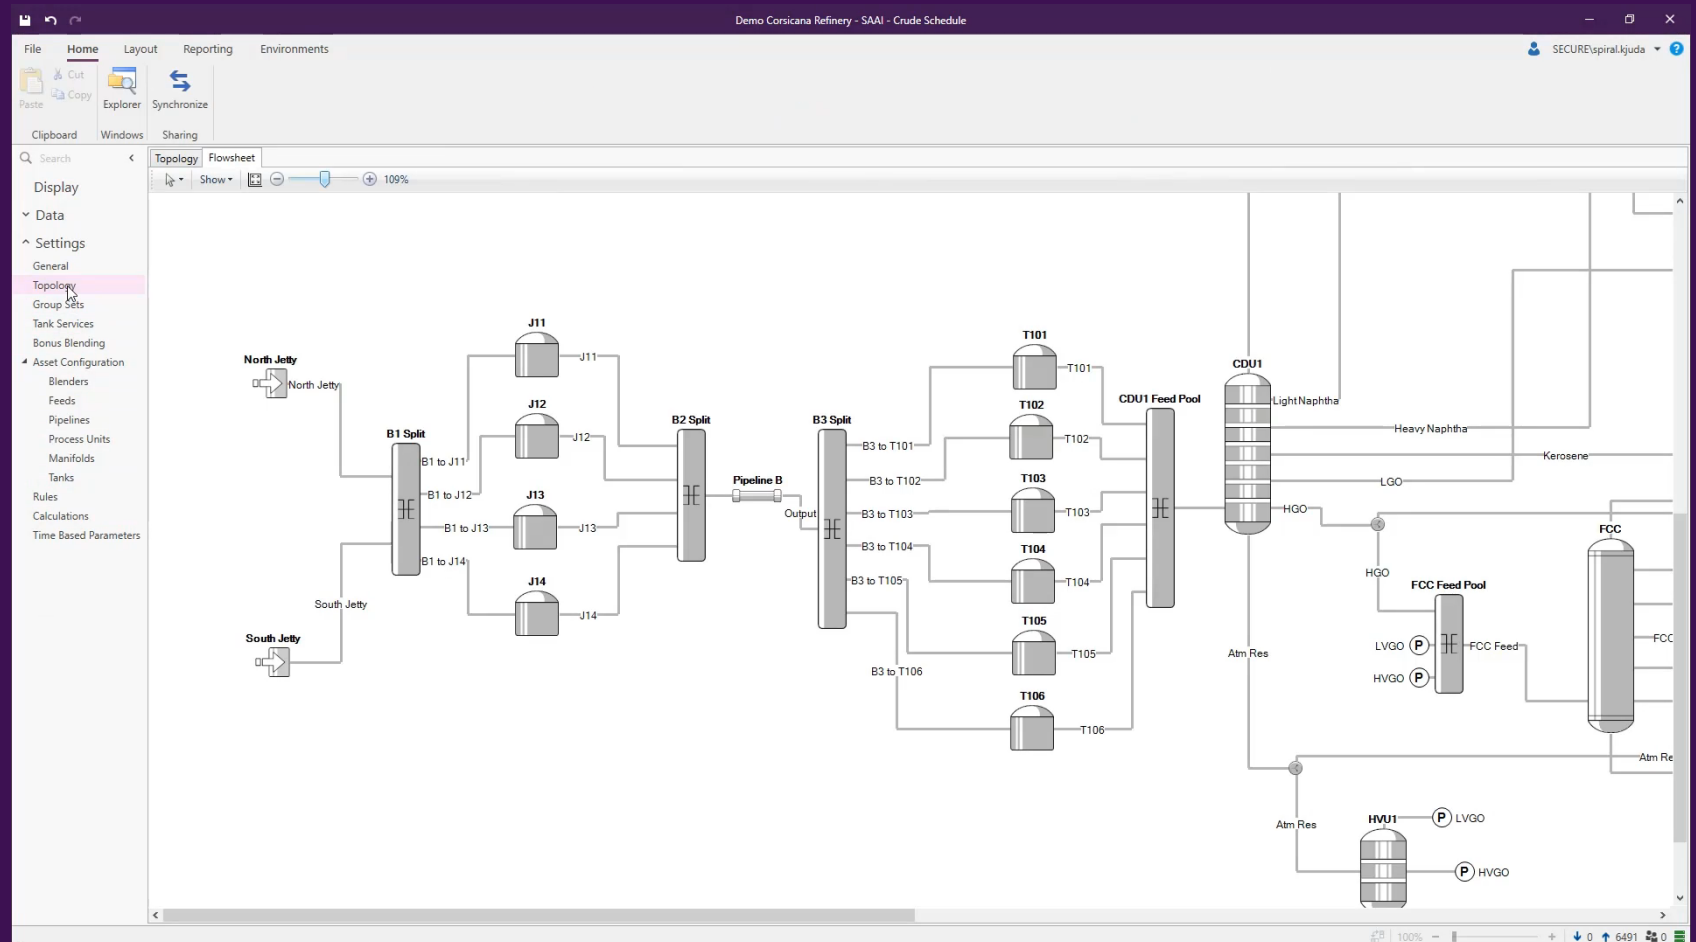 Demo Corsicana Refinery - SAAI - Crude Schedule
File Home Layout Reporting Environments
SECURE\spiral.kjuda
Paste
Cut
Copy
Explorer
Synchronize
Clipboard Windows Sharing
Search
Topology Flowsheet
Show 109%
Display
Data
Settings
General
Topology
Group Sets
Tank Services
Bonus Blending
Asset Configuration
Blenders
Feeds
Pipelines
Process Units
Manifolds
Tanks
Rules
Calculations
Time Based Parameters
North Jetty
North Jetty
South Jetty
South Jetty
B1 Split
B1 to J11
B1 to J12
B1 to J13
B1 to J14
J11
J11
J12
J12
J13
J13
J14
J14
B2 Split
Pipeline B
Output
B3 Split
B3 to T101
B3 to T102
B3 to T103
B3 to T104
B3 to T105
B3 to T106
T101
T101
T102
T102
T103
T103
T104
T104
T105
T105
T106
T106
CDU1 Feed Pool
CDU1
Light Naphtha
Heavy Naphtha
Kerosene
LGO
HGO
HGO
Atm Res
Atm Res
FCC Feed Pool
LVGO P
HVGO P
FCC Feed
FCC
FCC
Atm Re
HVU1
P LVGO
P HVGO
100%
0 6491 0